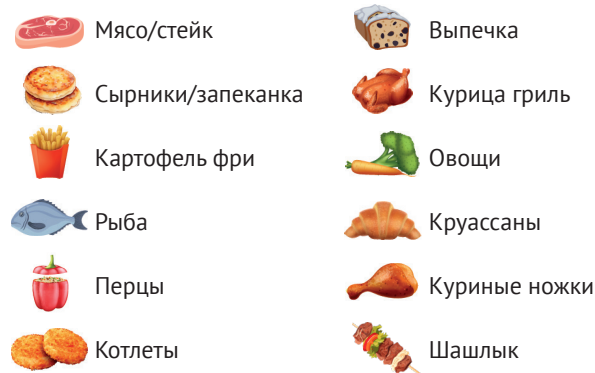 Мясо/стейк
Сырники/запеканка
Картофель фри
Рыба
Перцы
Котлеты
Выпечка
Курица гриль
Овощи
Круассаны
Куриные ножки
Шашлык